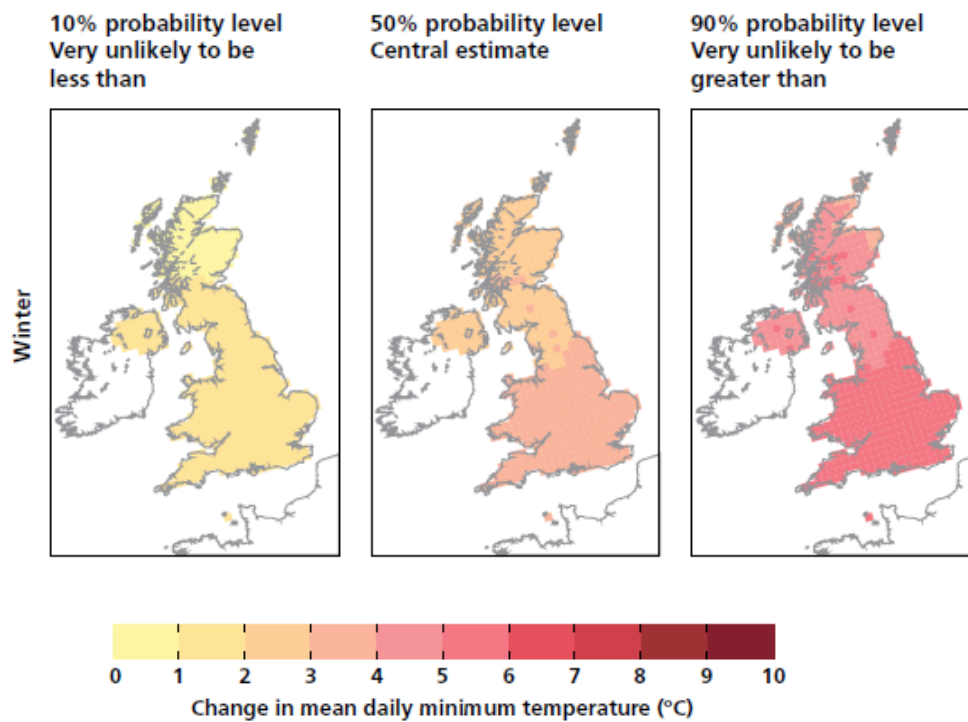 10% probability level
Very unlikely to be
less than
50% probability level
Central estimate
90% probability level
Very unlikely to be
greater than
Winter
0 1 2 3 4 5 6 7 8 9 10
Change in mean daily minimum temperature (ºC)